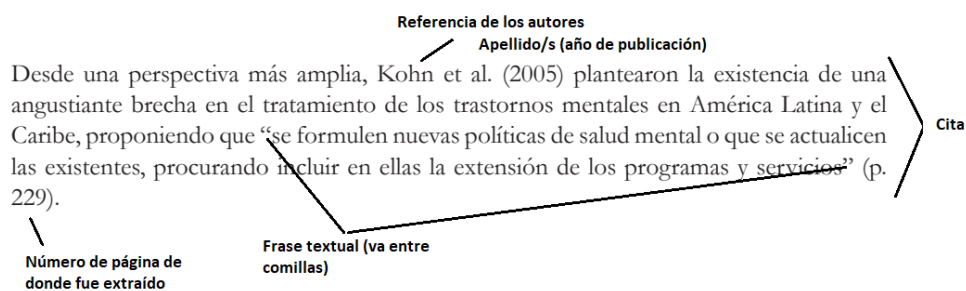 Referencia de los autores
Apellido/s (año de publicación)
Desde una perspectiva más amplia, Kohn et al. (2005) plantearon la existencia de una
angustiante brecha en el tratamiento de los trastornos mentales en América Latina y el
Caribe, proponiendo que “se formulen nuevas políticas de salud mental o que se actualicen
Cita
las existentes, procurando incluir en ellas la extensión de los programas y servicios” (p.
229).
Frase textual (va entre
comillas)
Número de página de
donde fue extraído